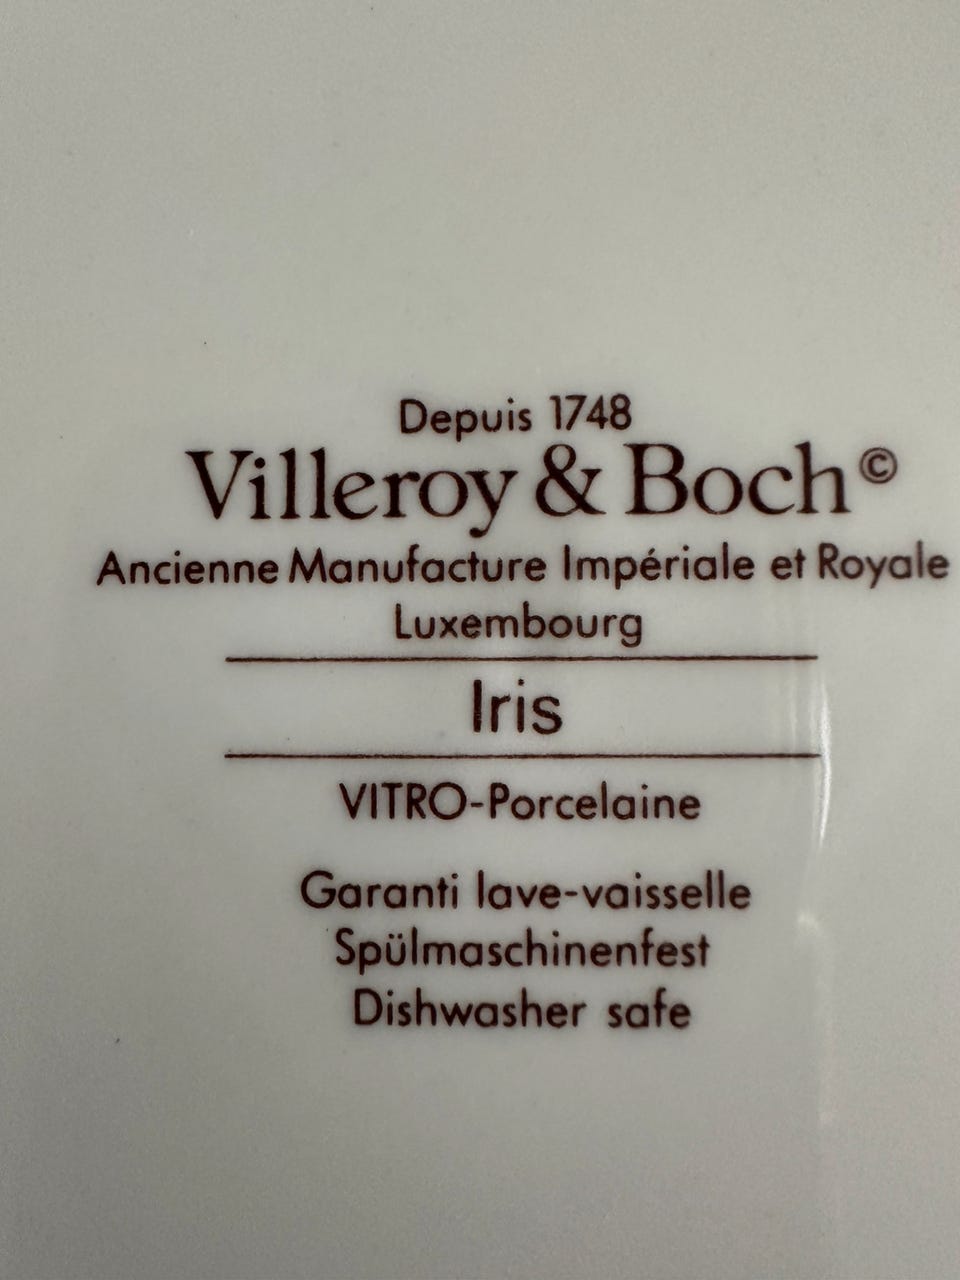 Depuis 1748
Villeroy & Boch©
Ancienne Manufacture Impériale et Royale
Luxembourg
Iris
VITRO-Porcelaine
Garanti lave-vaisselle
Spülmaschinenfest
Dishwasher safe